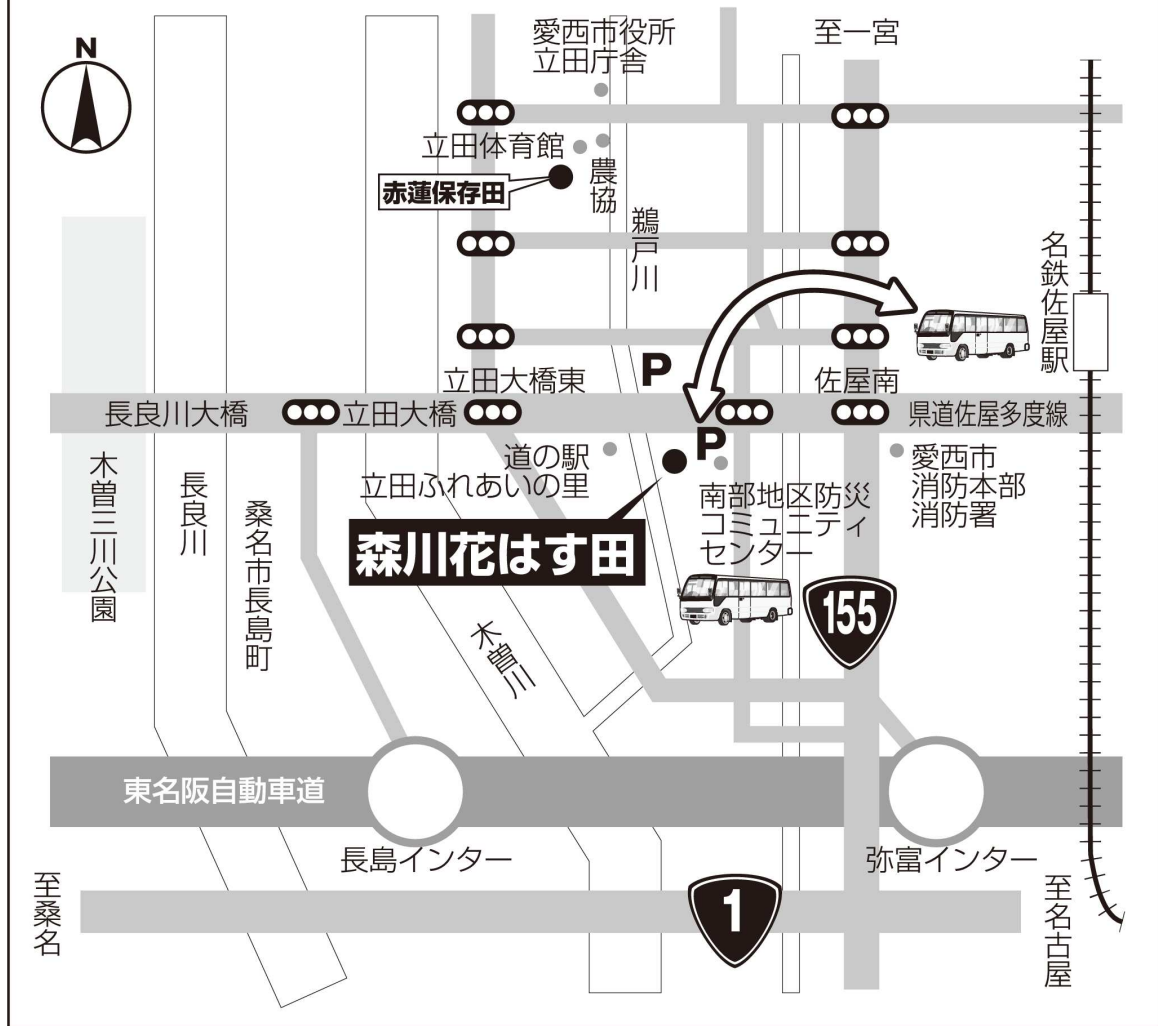 N
愛西市役所
立田庁舎
至一宮
立田体育館
農協
赤蓮保存田
鵜戸川
名鉄佐屋駅
P
立田大橋東
佐屋南
長良川大橋
立田大橋
県道佐屋多度線
P
道の駅
立田ふれあいの里
愛西市
消防本部
消防署
南部地区防災
コミュニティ
センター
木曽三川公園
長良川
桑名市長島町
森川花はす田
木曽川
155
東名阪自動車道
長島インター
弥富インター
至桑名
1
至名古屋